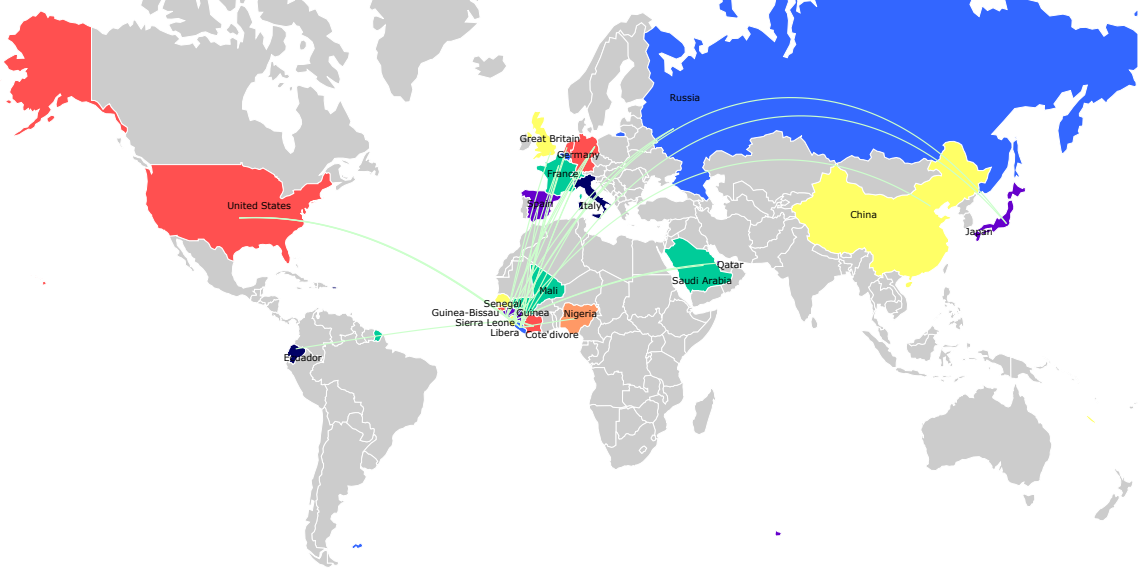 Russia
Great Britain
Germany
France
Spain
Italy
United States
China
Japan
Qatar
Saudi Arabia
Mali
Senegal
Guinea-Bissau
Guinea
Nigeria
Sierra Leone
Libera
Cote'divore
Ecuador